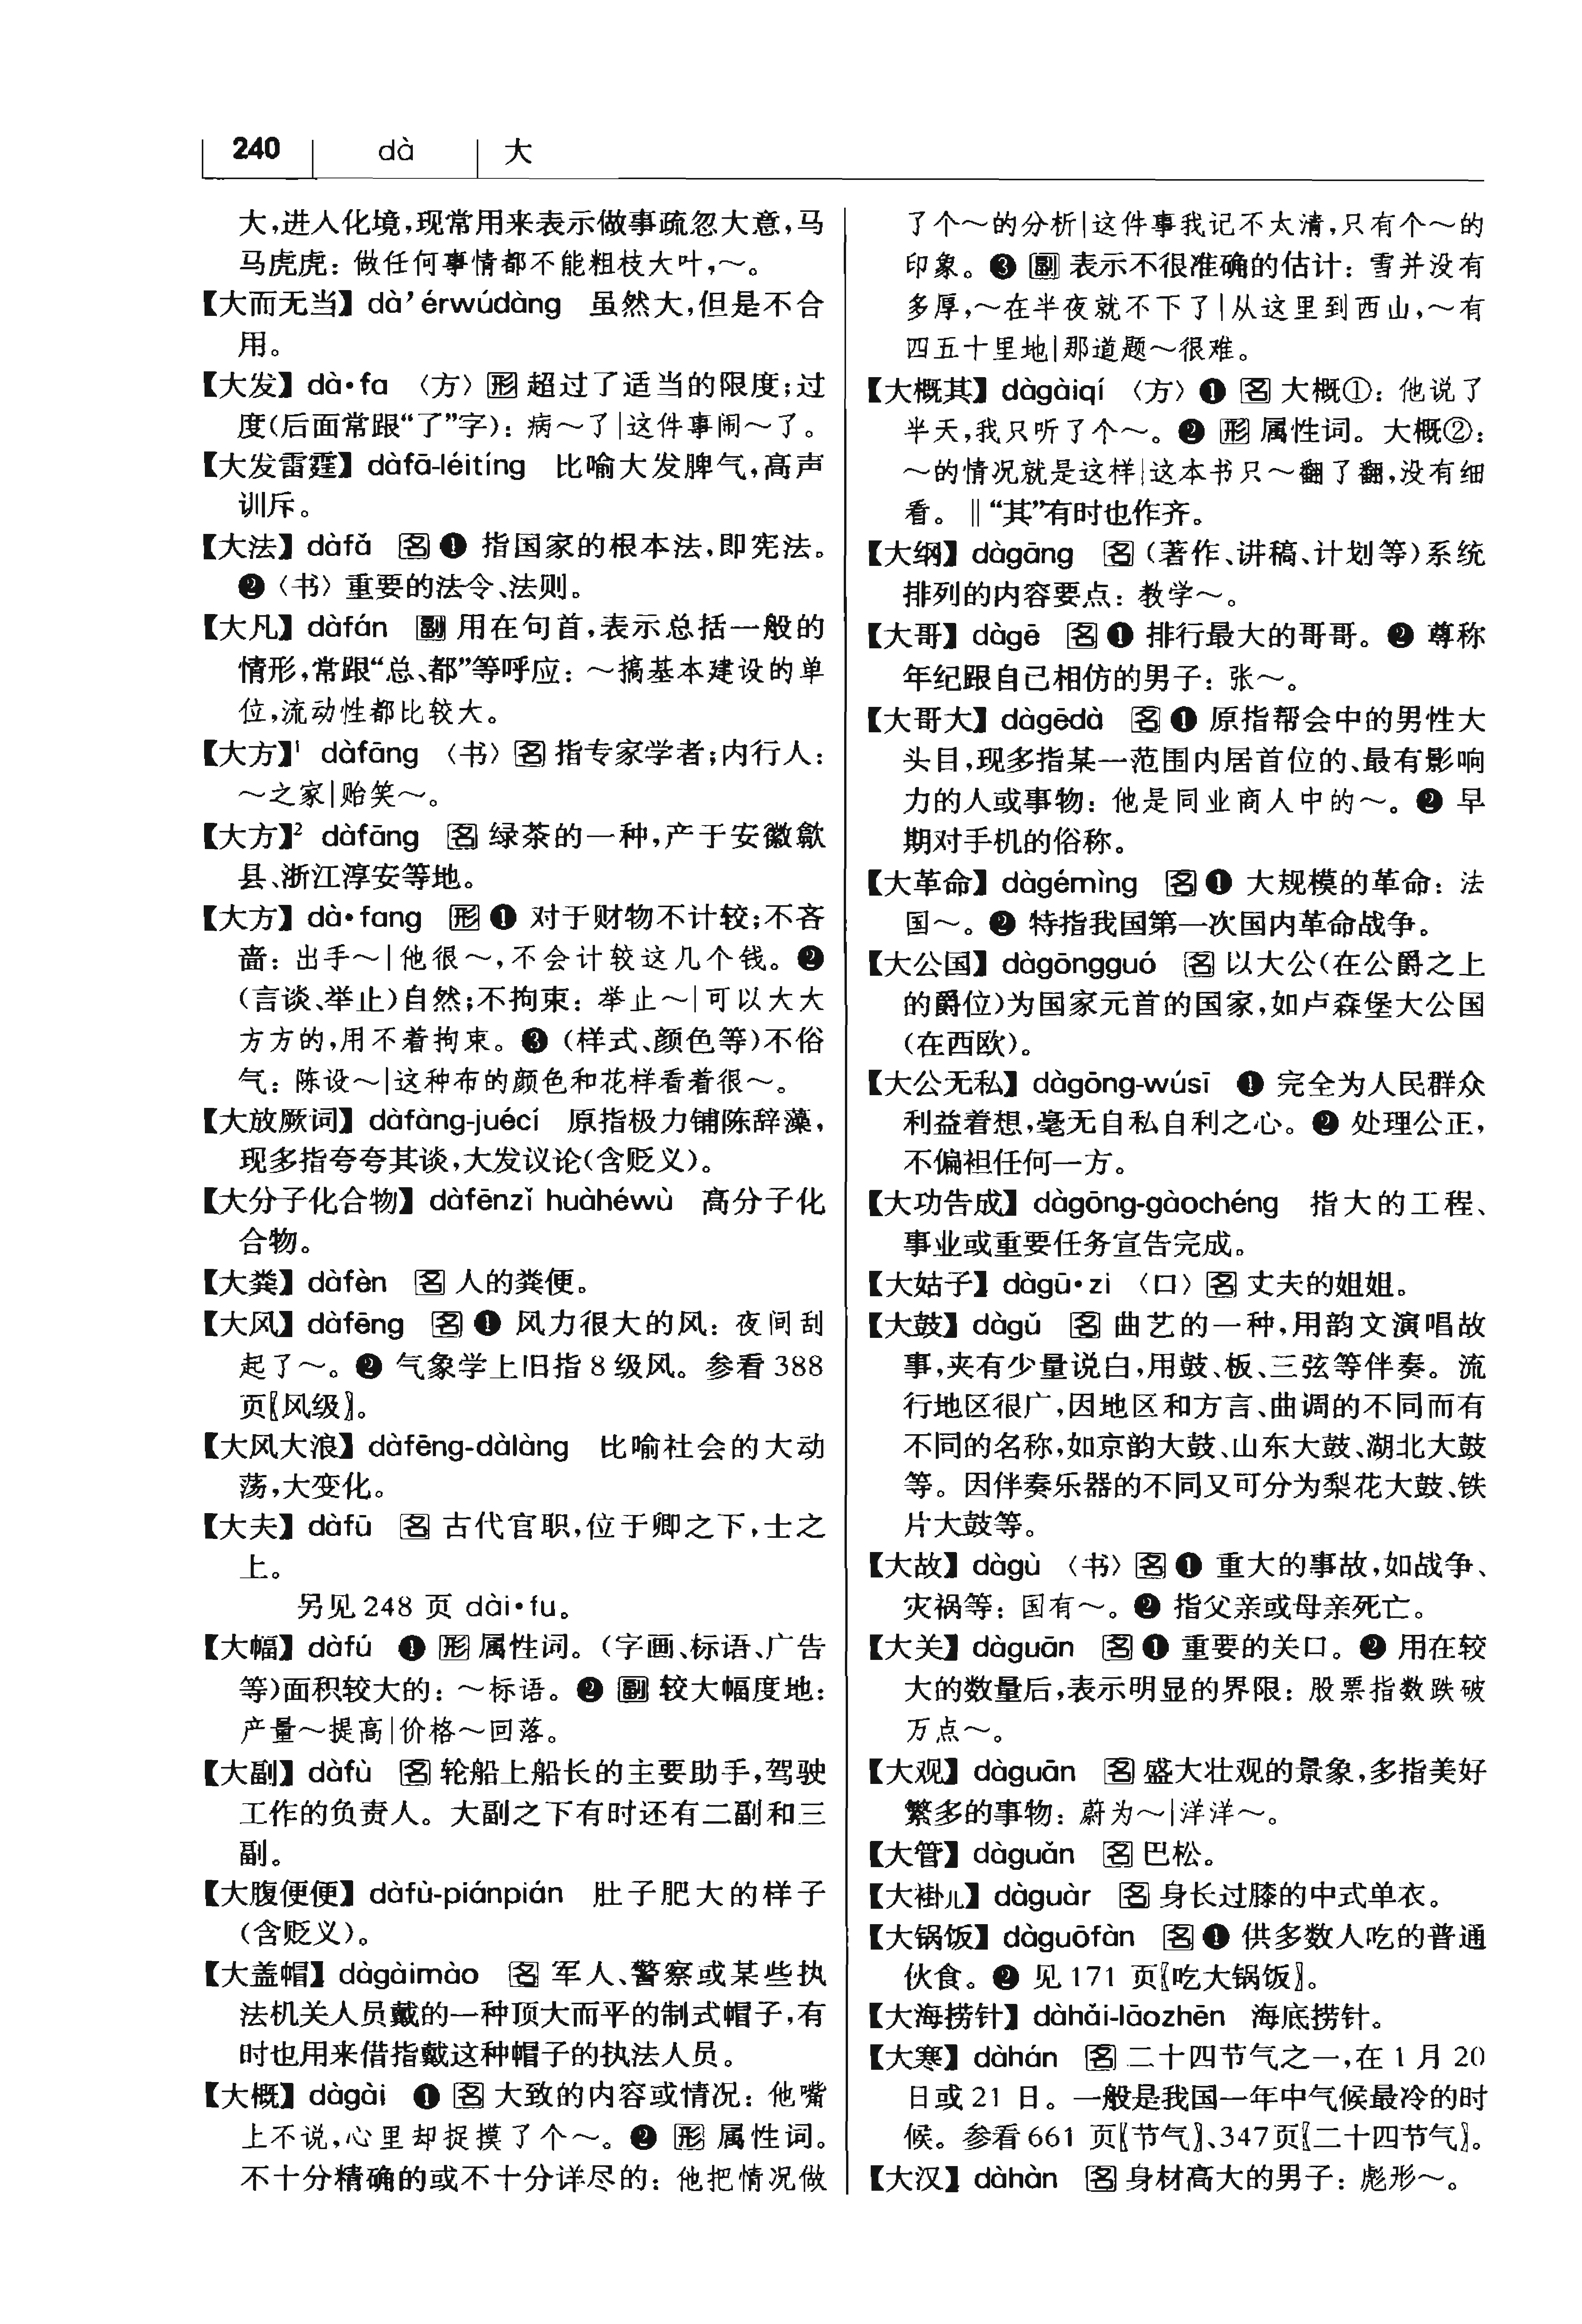 240 dà 大
大,进入化境,现常用来表示做事疏忽大意,马
马虎虎：做任何事情都不能粗枝大叶,～。
【大而无当】dà’érwúdàng 虽然大,但是不合
用。
【大发】dà·fa 〈方〉 形 超过了适当的限度;过
度(后面常跟“了”字)：病～了|这件事闹～了。
【大发雷霆】dàfā-léitíng 比喻大发脾气,高声
训斥。
【大法】dàfǎ 名 ❶ 指国家的根本法,即宪法。
❷〈书〉重要的法令、法则。
【大凡】dàfán 副 用在句首,表示总括一般的
情形,常跟“总、都”等呼应：～搞基本建设的单
位,流动性都比较大。
【大方】¹ dàfāng 〈书〉 名 指专家学者;内行人：
～之家|贻笑～。
【大方】² dàfāng 名 绿茶的一种,产于安徽歙
县、浙江淳安等地。
【大方】dà·fang 形 ❶ 对于财物不计较;不吝
啬：出手～|他很～,不会计较这几个钱。❷
(言谈、举止)自然;不拘束：举止～|可以大大
方方的,用不着拘束。❸ (样式、颜色等)不俗
气：陈设～|这种布的颜色和花样看着很～。
【大放厥词】dàfàng-juécí 原指极力铺陈辞藻,
现多指夸夸其谈,大发议论(含贬义)。
【大分子化合物】dàfēnzǐ huàhéwù 高分子化
合物。
【大粪】dàfèn 名 人的粪便。
【大风】dàfēng 名 ❶ 风力很大的风：夜间刮
起了～。❷ 气象学上旧指 8 级风。参看 388
页〖风级〗。
【大风大浪】dàfēng-dàlàng 比喻社会的大动
荡,大变化。
【大夫】dàfū 名 古代官职,位于卿之下,士之
上。
另见 248 页 dài·fu。
【大幅】dàfú ❶ 形 属性词。(字画、标语、广告
等)面积较大的：～标语。❷ 副 较大幅度地：
产量～提高|价格～回落。
【大副】dàfù 名 轮船上船长的主要助手,驾驶
工作的负责人。大副之下有时还有二副和三
副。
【大腹便便】dàfù-piánpián 肚子肥大的样子
(含贬义)。
【大盖帽】dàgàimào 名 军人、警察或某些执
法机关人员戴的一种顶大而平的制式帽子,有
时也用来借指戴这种帽子的执法人员。
【大概】dàgài ❶ 名 大致的内容或情况：他嘴
上不说,心里却捉摸了个～。❷ 形 属性词。
不十分精确的或不十分详尽的：他把情况做
了个～的分析|这件事我记不太清,只有个～的
印象。❸ 副 表示不很准确的估计：雪并没有
多厚,～在半夜就不下了|从这里到西山,～有
四五十里地|那道题～很难。
【大概其】dàgàiqí 〈方〉❶ 名 大概①：他说了
半天,我只听了个～。❷ 形 属性词。大概②：
～的情况就是这样|这本书只～翻了翻,没有细
看。‖“其”有时也作齐。
【大纲】dàgāng 名 (著作、讲稿、计划等)系统
排列的内容要点：教学～。
【大哥】dàgē 名 ❶ 排行最大的哥哥。❷ 尊称
年纪跟自己相仿的男子：张～。
【大哥大】dàgēdà 名 ❶ 原指帮会中的男性大
头目,现多指某一范围内居首位的、最有影响
力的人或事物：他是同业商人中的～。❷ 早
期对手机的俗称。
【大革命】dàgémìng 名 ❶ 大规模的革命：法
国～。❷ 特指我国第一次国内革命战争。
【大公国】dàgōngguó 名 以大公(在公爵之上
的爵位)为国家元首的国家,如卢森堡大公国
(在西欧)。
【大公无私】dàgōng-wúsī ❶ 完全为人民群众
利益着想,毫无自私自利之心。❷ 处理公正,
不偏袒任何一方。
【大功告成】dàgōng-gàochéng 指大的工程、
事业或重要任务宣告完成。
【大姑子】dàgū·zi 〈口〉 名 丈夫的姐姐。
【大鼓】dàgǔ 名 曲艺的一种,用韵文演唱故
事,夹有少量说白,用鼓、板、三弦等伴奏。流
行地区很广,因地区和方言、曲调的不同而有
不同的名称,如京韵大鼓、山东大鼓、湖北大鼓
等。因伴奏乐器的不同又可分为梨花大鼓、铁
片大鼓等。
【大故】dàgù 〈书〉 名 ❶ 重大的事故,如战争、
灾祸等：国有～。❷ 指父亲或母亲死亡。
【大关】dàguān 名 ❶ 重要的关口。❷ 用在较
大的数量后,表示明显的界限：股票指数跌破
万点～。
【大观】dàguān 名 盛大壮观的景象,多指美好
繁多的事物：蔚为～|洋洋～。
【大管】dàguǎn 名 巴松。
【大褂儿】dàguàr 名 身长过膝的中式单衣。
【大锅饭】dàguōfàn 名 ❶ 供多数人吃的普通
伙食。❷ 见 171 页〖吃大锅饭〗。
【大海捞针】dàhǎi-lāozhēn 海底捞针。
【大寒】dàhán 名 二十四节气之一,在 1 月 20
日或 21 日。一般是我国一年中气候最冷的时
候。参看 661 页〖节气〗、347页〖二十四节气〗。
【大汉】dàhàn 名 身材高大的男子：彪形～。